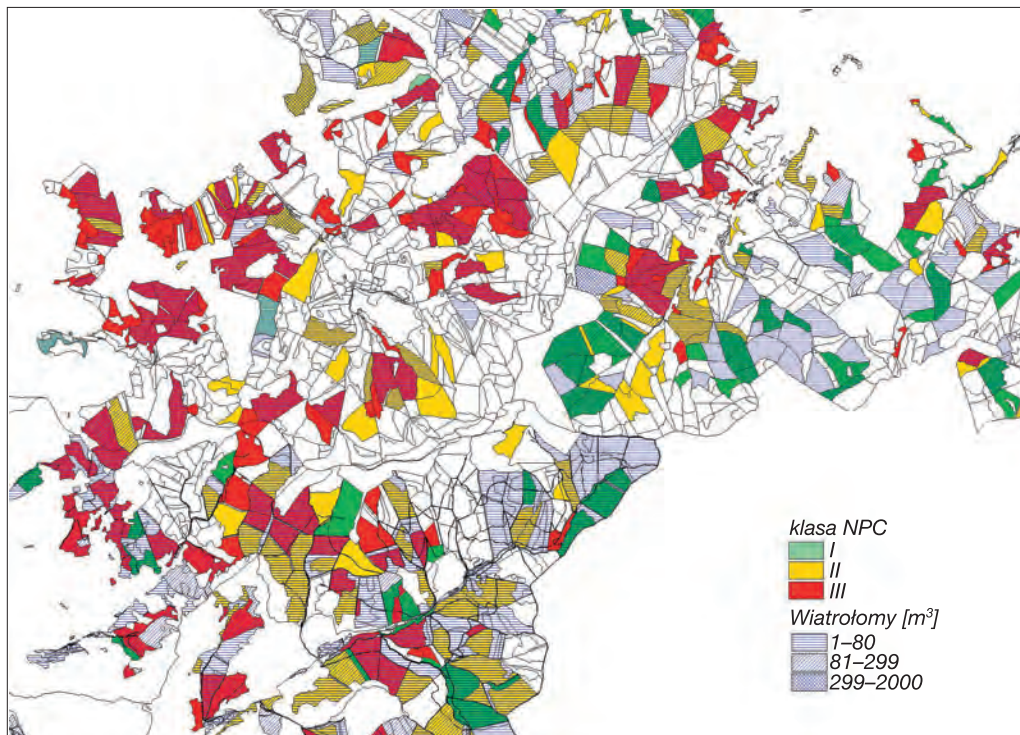 klasa NPC
I
II
III
Wiatrołomy [m³]
1–80
81–299
299–2000